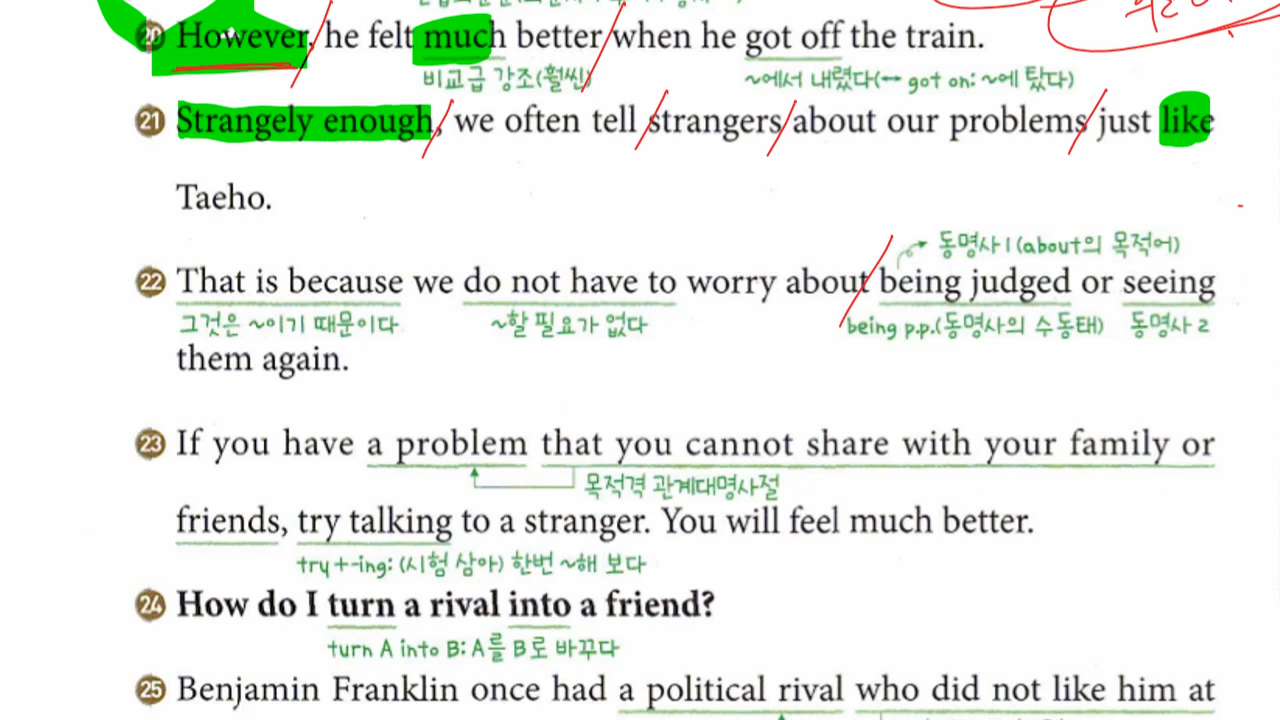 20 However, he felt much better when he got off the train.
비교급 강조(훨씬) ~에서 내렸다(↔ got on: ~에 탔다)
21 Strangely enough, we often tell strangers about our problems just like
Taeho.
동명사 1 (about의 목적어)
22 That is because we do not have to worry about being judged or seeing
그것은 ~이기 때문이다 ~할 필요가 없다 being p.p.(동명사의 수동태) 동명사 2
them again.
23 If you have a problem that you cannot share with your family or
목적격 관계대명사절
friends, try talking to a stranger. You will feel much better.
try+-ing: (시험 삼아) 한번 ~해 보다
24 How do I turn a rival into a friend?
turn A into B: A를 B로 바꾸다
25 Benjamin Franklin once had a political rival who did not like him at